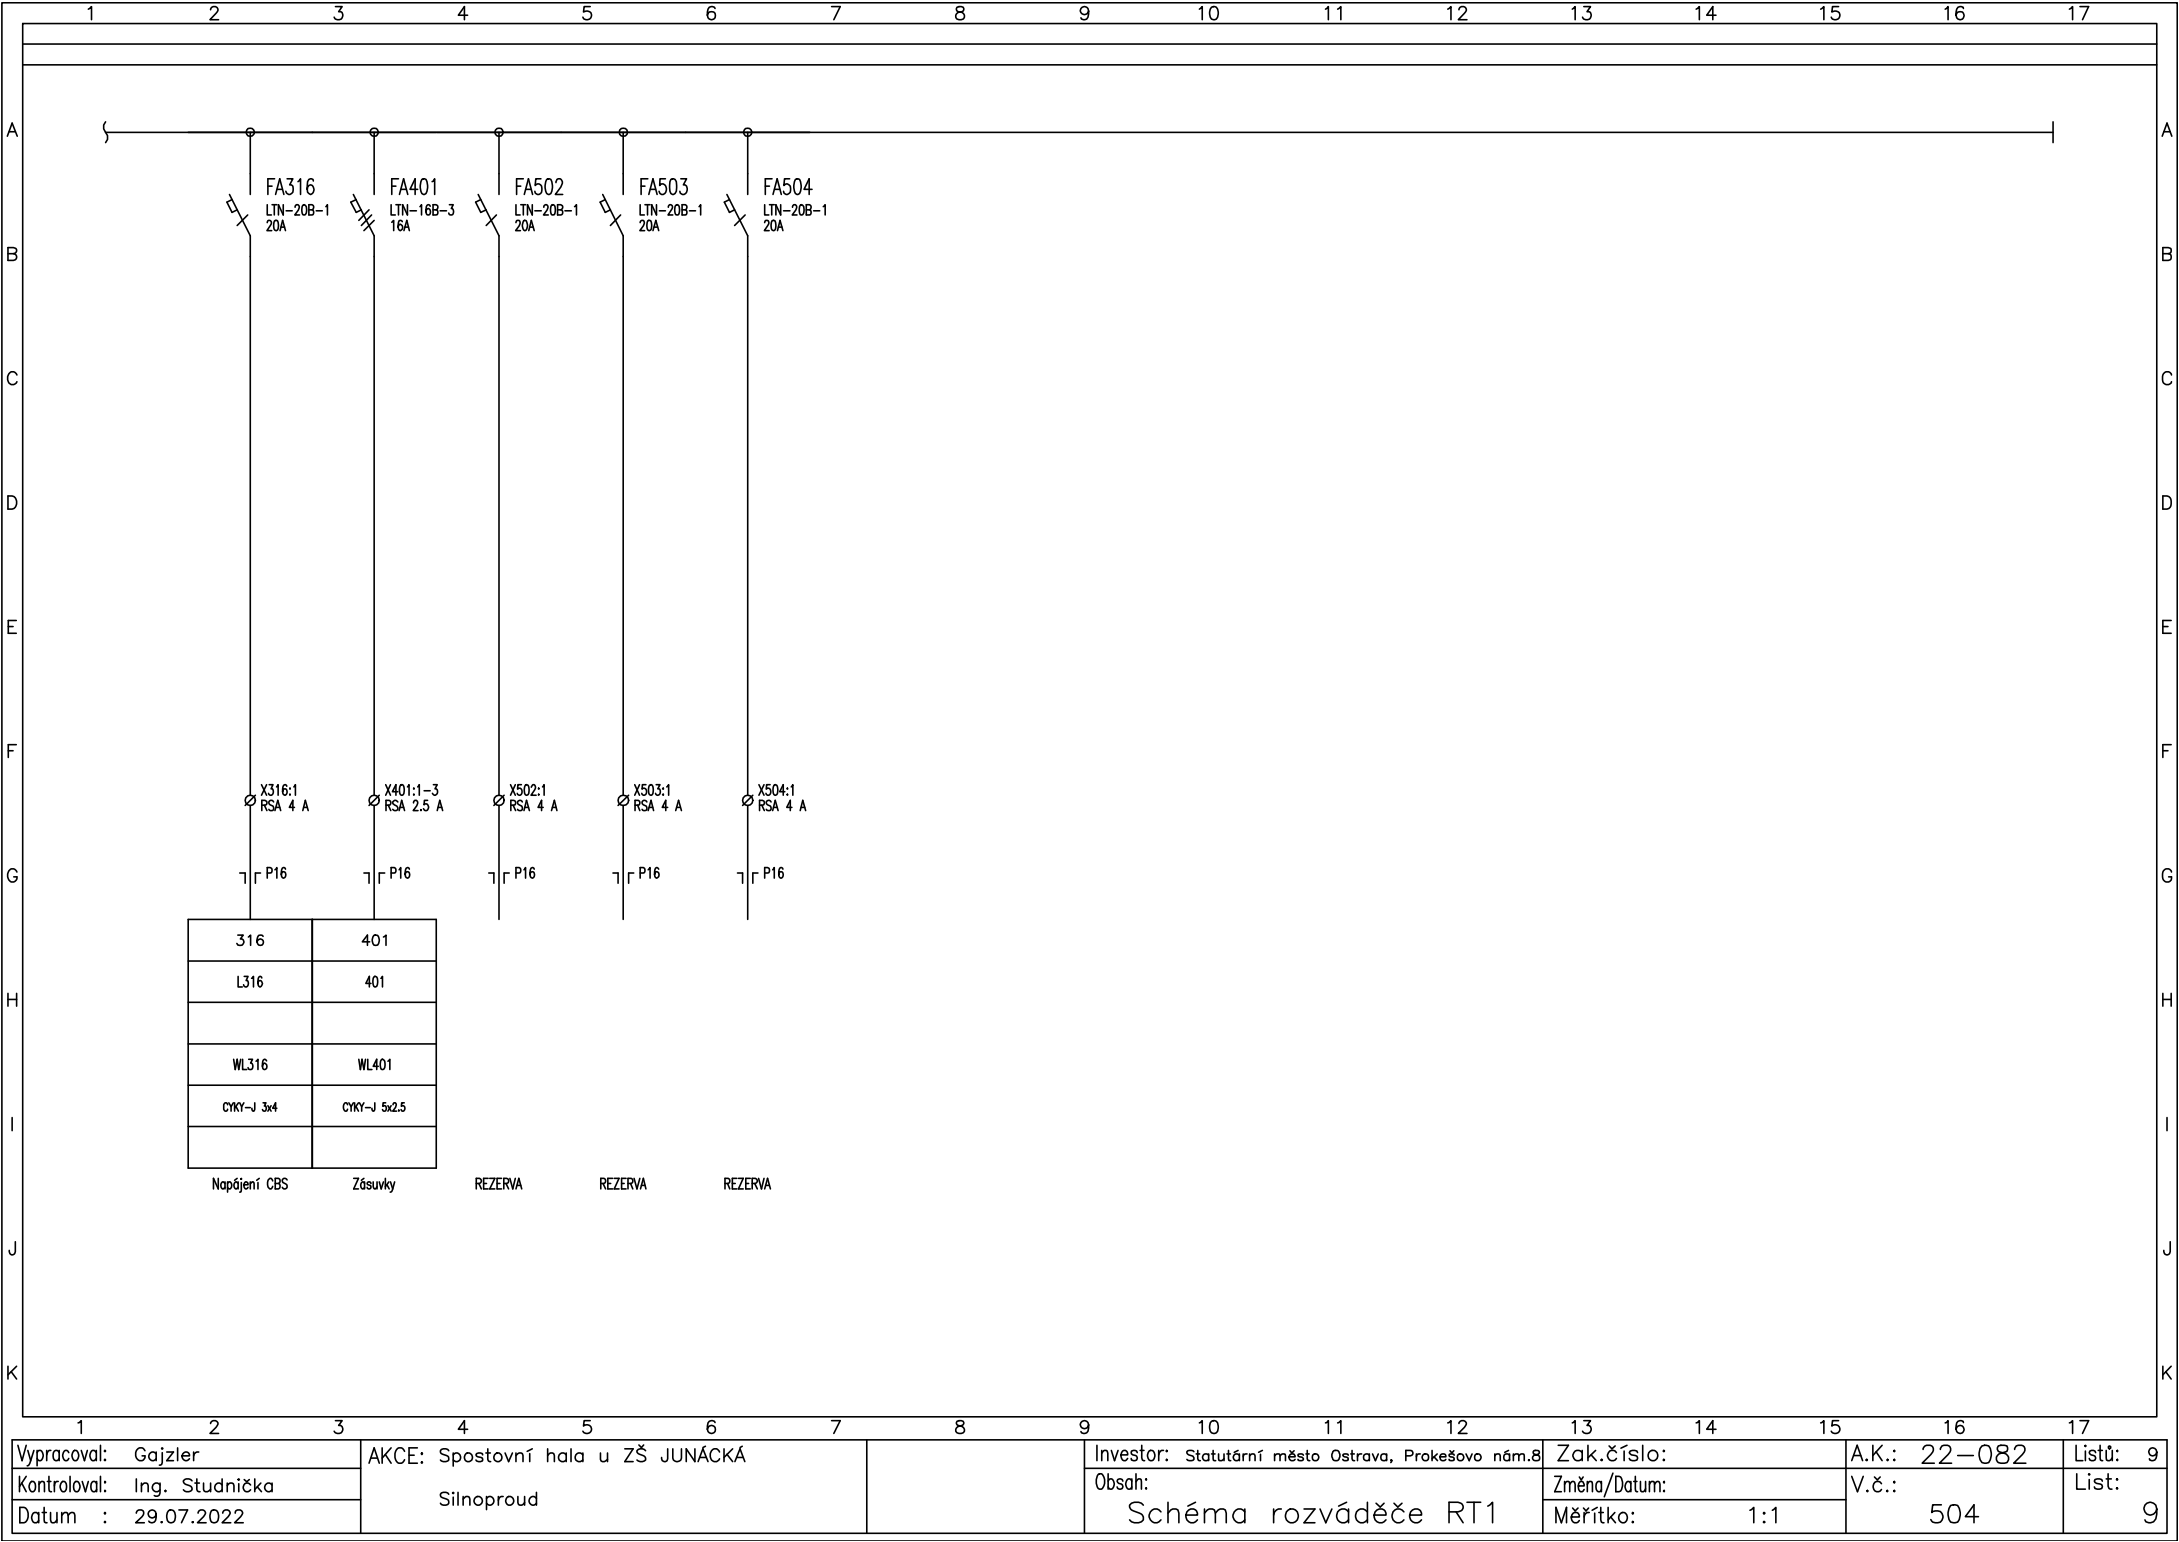 1 2 3 4 5 6 7 8 9 10 11 12 13 14 15 16 17
A A
FA316 FA401 FA502 FA503 FA504
LTN-20B-1 LTN-16B-3 LTN-20B-1 LTN-20B-1 LTN-20B-1
20A 16A 20A 20A 20A
B B
C C
D D
E E
F F
X316:1 X401:1-3 X502:1 X503:1 X504:1
RSA 4 A RSA 2.5 A RSA 4 A RSA 4 A RSA 4 A
G P16 P16 P16 P16 P16 G
316 401
L316 401
H H
WL316 WL401
CYKY-J 3x4 CYKY-J 5x2.5
I I
Napájení CBS Zásuvky REZERVA REZERVA REZERVA
J J
K K
1 2 3 4 5 6 7 8 9 10 11 12 13 14 15 16 17
Vypracoval: Gajzler
Kontroloval: Ing. Studnička
Datum : 29.07.2022
AKCE: Spostovní hala u ZŠ JUNÁCKÁ
Silnoproud
Investor: Statutární město Ostrava, Prokešovo nám.8
Obsah:
Schéma rozváděče RT1
Zak.číslo:
Změna/Datum:
Měřítko: 1:1
A.K.: 22-082
V.č.:
504
Listů: 9
List:
9